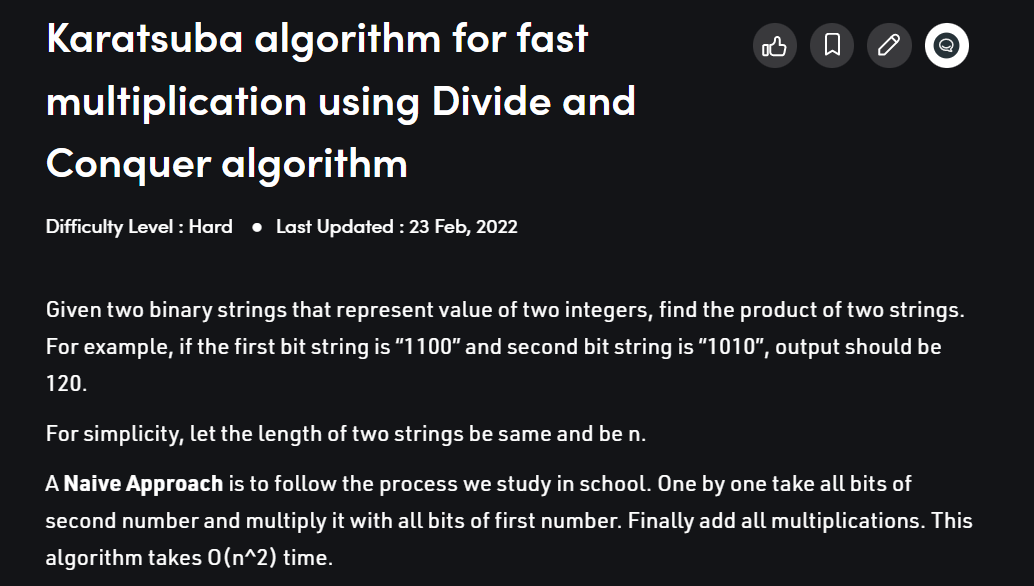 Karatsuba algorithm for fast
multiplication using Divide and
Conquer algorithm
Difficulty Level : Hard ● Last Updated : 23 Feb, 2022
Given two binary strings that represent value of two integers, find the product of two strings.
For example, if the first bit string is “1100” and second bit string is “1010”, output should be
120.
For simplicity, let the length of two strings be same and be n.
A Naive Approach is to follow the process we study in school. One by one take all bits of
second number and multiply it with all bits of first number. Finally add all multiplications. This
algorithm takes O(n^2) time.